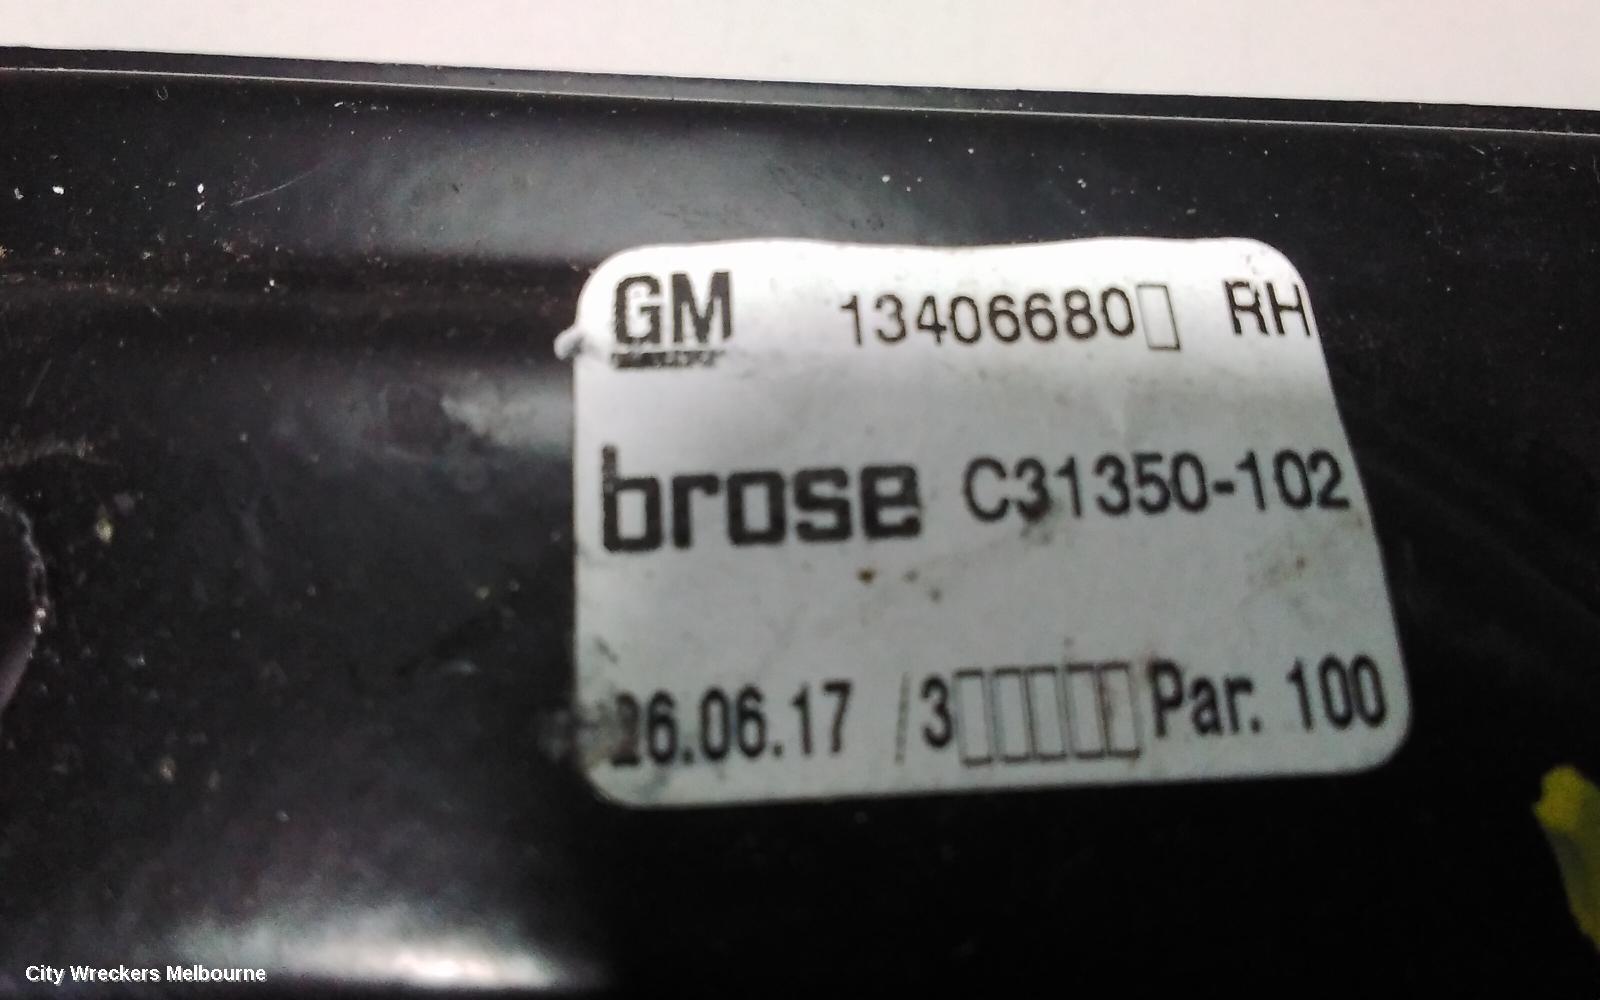 GM 13406680□ RH
brose C31350-102
26.06.17 /3□□□□□Par. 100
City Wreckers Melbourne